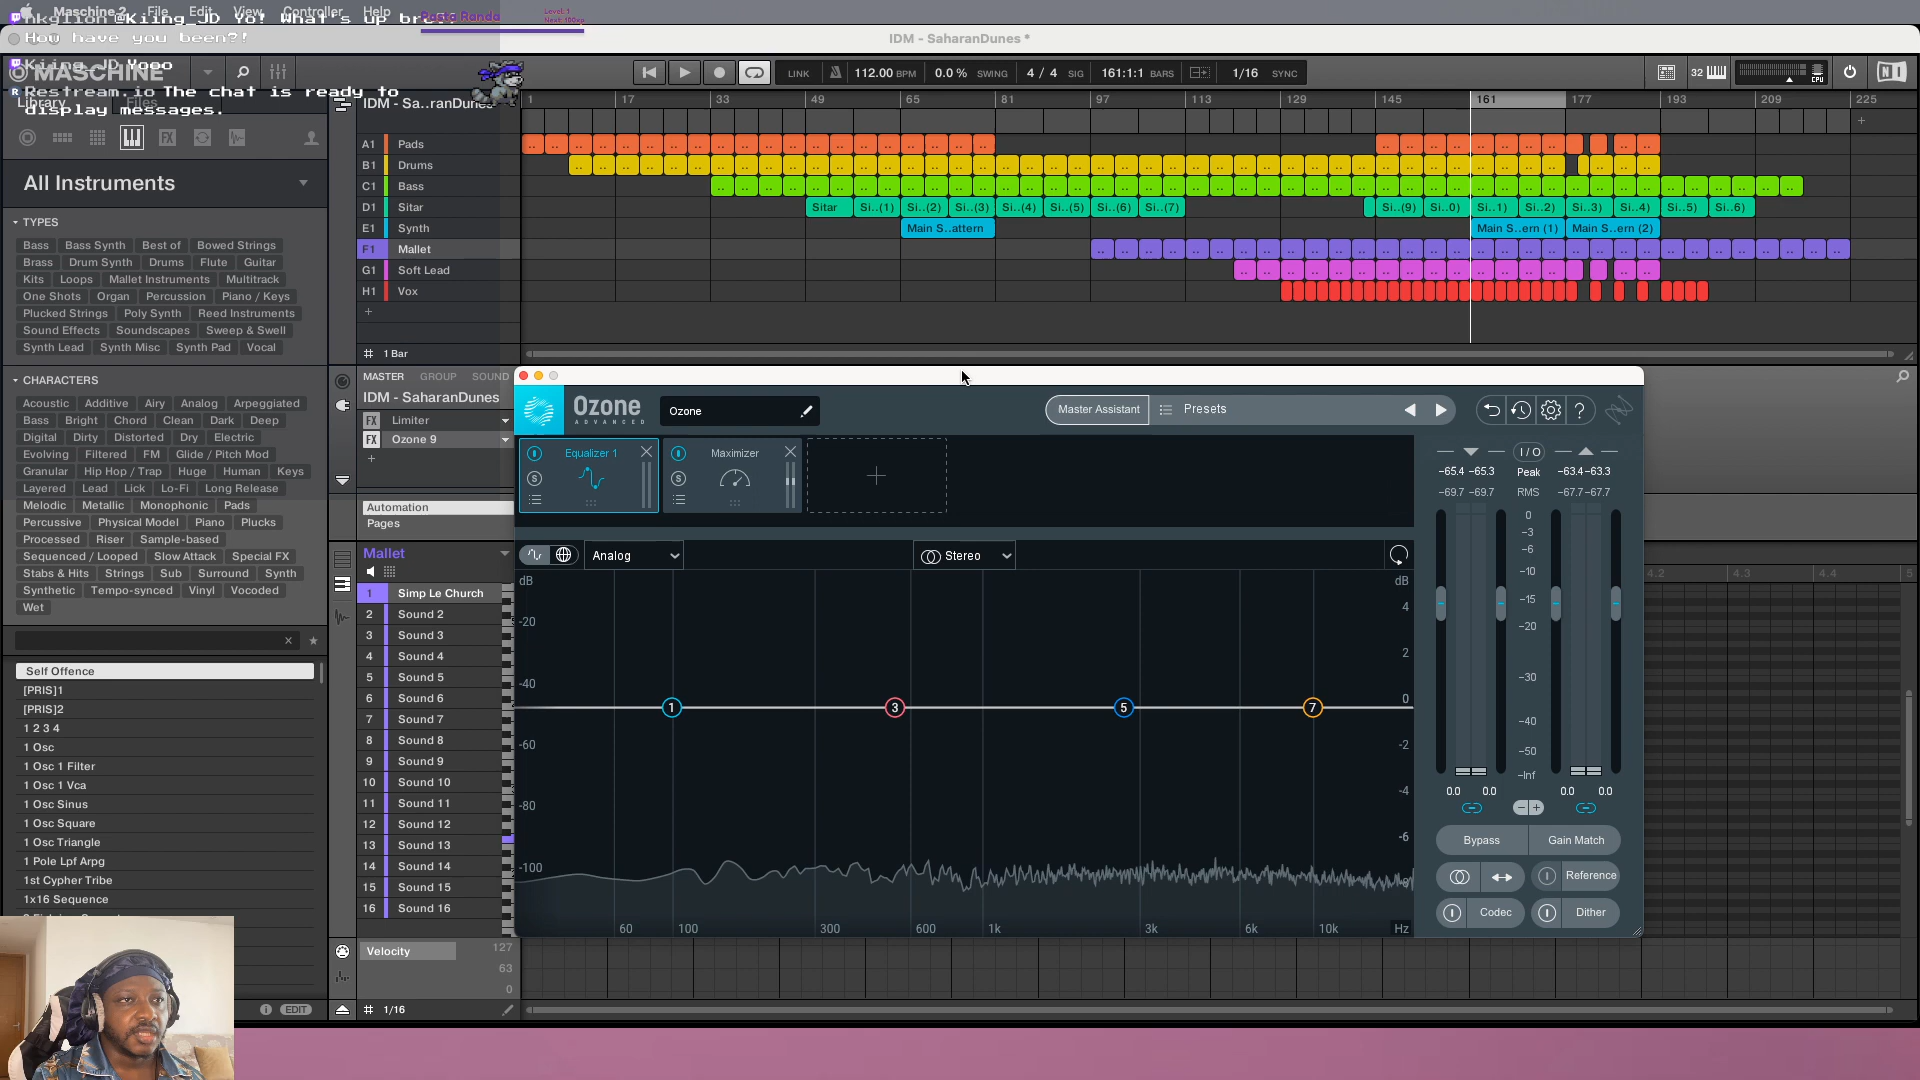 Maschine 2 File Edit View Controller Help
nkglion @Kiing_JD Yo! What's up bro!!
How have you been?!
Kiing_JD Yooo
Restream.io The chat is ready to
display messages.
Pasta Panda
Level: 1
IDM - SaharanDunes *
MASCHINE
LINK 112.00 BPM 0.0 % SWING 4 / 4 SIG 161:1:1 BARS 1/16 SYNC
32
CPU
Library Files
IDM - Sa..ranDunes
1 17 33 49 65 81 97 113 129 145 161 177 193 209 225
A1 Pads
B1 Drums
C1 Bass
D1 Sitar
Sitar Si..(1) Si..(2) Si..(3) Si...(4) Si...(5) Si...(6) Si...(7) Si...(9) Si...0) Si...1) Si...2) Si...3) Si...4) Si...5) Si...6)
E1 Synth
Main S..attern Main S..ern (1) Main S..ern (2)
F1 Mallet
G1 Soft Lead
H1 Vox
1 Bar
All Instruments
TYPES
Bass Bass Synth Best of Bowed Strings
Brass Drum Synth Drums Flute Guitar
Kits Loops Mallet Instruments Multitrack
One Shots Organ Percussion Piano / Keys
Plucked Strings Poly Synth Reed Instruments
Sound Effects Soundscapes Sweep & Swell
Synth Lead Synth Misc Synth Pad Vocal
CHARACTERS
Acoustic Additive Airy Analog Arpeggiated
Bass Bright Chord Clean Dark Deep
Digital Dirty Distorted Dry Electric
Evolving Filtered FM Glide / Pitch Mod
Granular Hip Hop / Trap Huge Human Keys
Layered Lead Lick Lo-Fi Long Release
Melodic Metallic Monophonic Pads
Percussive Physical Model Piano Plucks
Processed Riser Sample-based
Sequenced / Looped Slow Attack Special FX
Stabs & Hits Strings Sub Surround Synth
Synthetic Tempo-synced Vinyl Vocoded
Wet
Self Offence
[PRIS]1
[PRIS]2
1 2 3 4
1 Osc
1 Osc 1 Filter
1 Osc 1 Vca
1 Osc Sinus
1 Osc Square
1 Osc Triangle
1 Pole Lpf Arpg
1st Cypher Tribe
1x16 Sequence
EDIT
MASTER GROUP SOUND
IDM - SaharanDunes
FX Limiter
FX Ozone 9
Automation
Pages
Mallet
1 Simp Le Church
2 Sound 2
3 Sound 3
4 Sound 4
5 Sound 5
6 Sound 6
7 Sound 7
8 Sound 8
9 Sound 9
10 Sound 10
11 Sound 11
12 Sound 12
13 Sound 13
14 Sound 14
15 Sound 15
16 Sound 16
Velocity 127
63
0
1/16
4.2 4.3 4.4 5
Ozone
ADVANCED
Ozone
Master Assistant Presets
?
Equalizer 1 Maximizer
S S
Analog Stereo
dB dB
-20
-40
-60
-80
-100
4
2
0
-2
-4
-6
1 3 5 7
60 100 300 600 1k 3k 6k 10k Hz
I / O
-65.4 -65.3 Peak -63.4 -63.3
-69.7 -69.7 RMS -67.7 -67.7
0
-3
-6
-10
-15
-20
-30
-40
-50
-Inf
0.0 0.0 0.0 0.0
Bypass Gain Match
Reference
Codec Dither